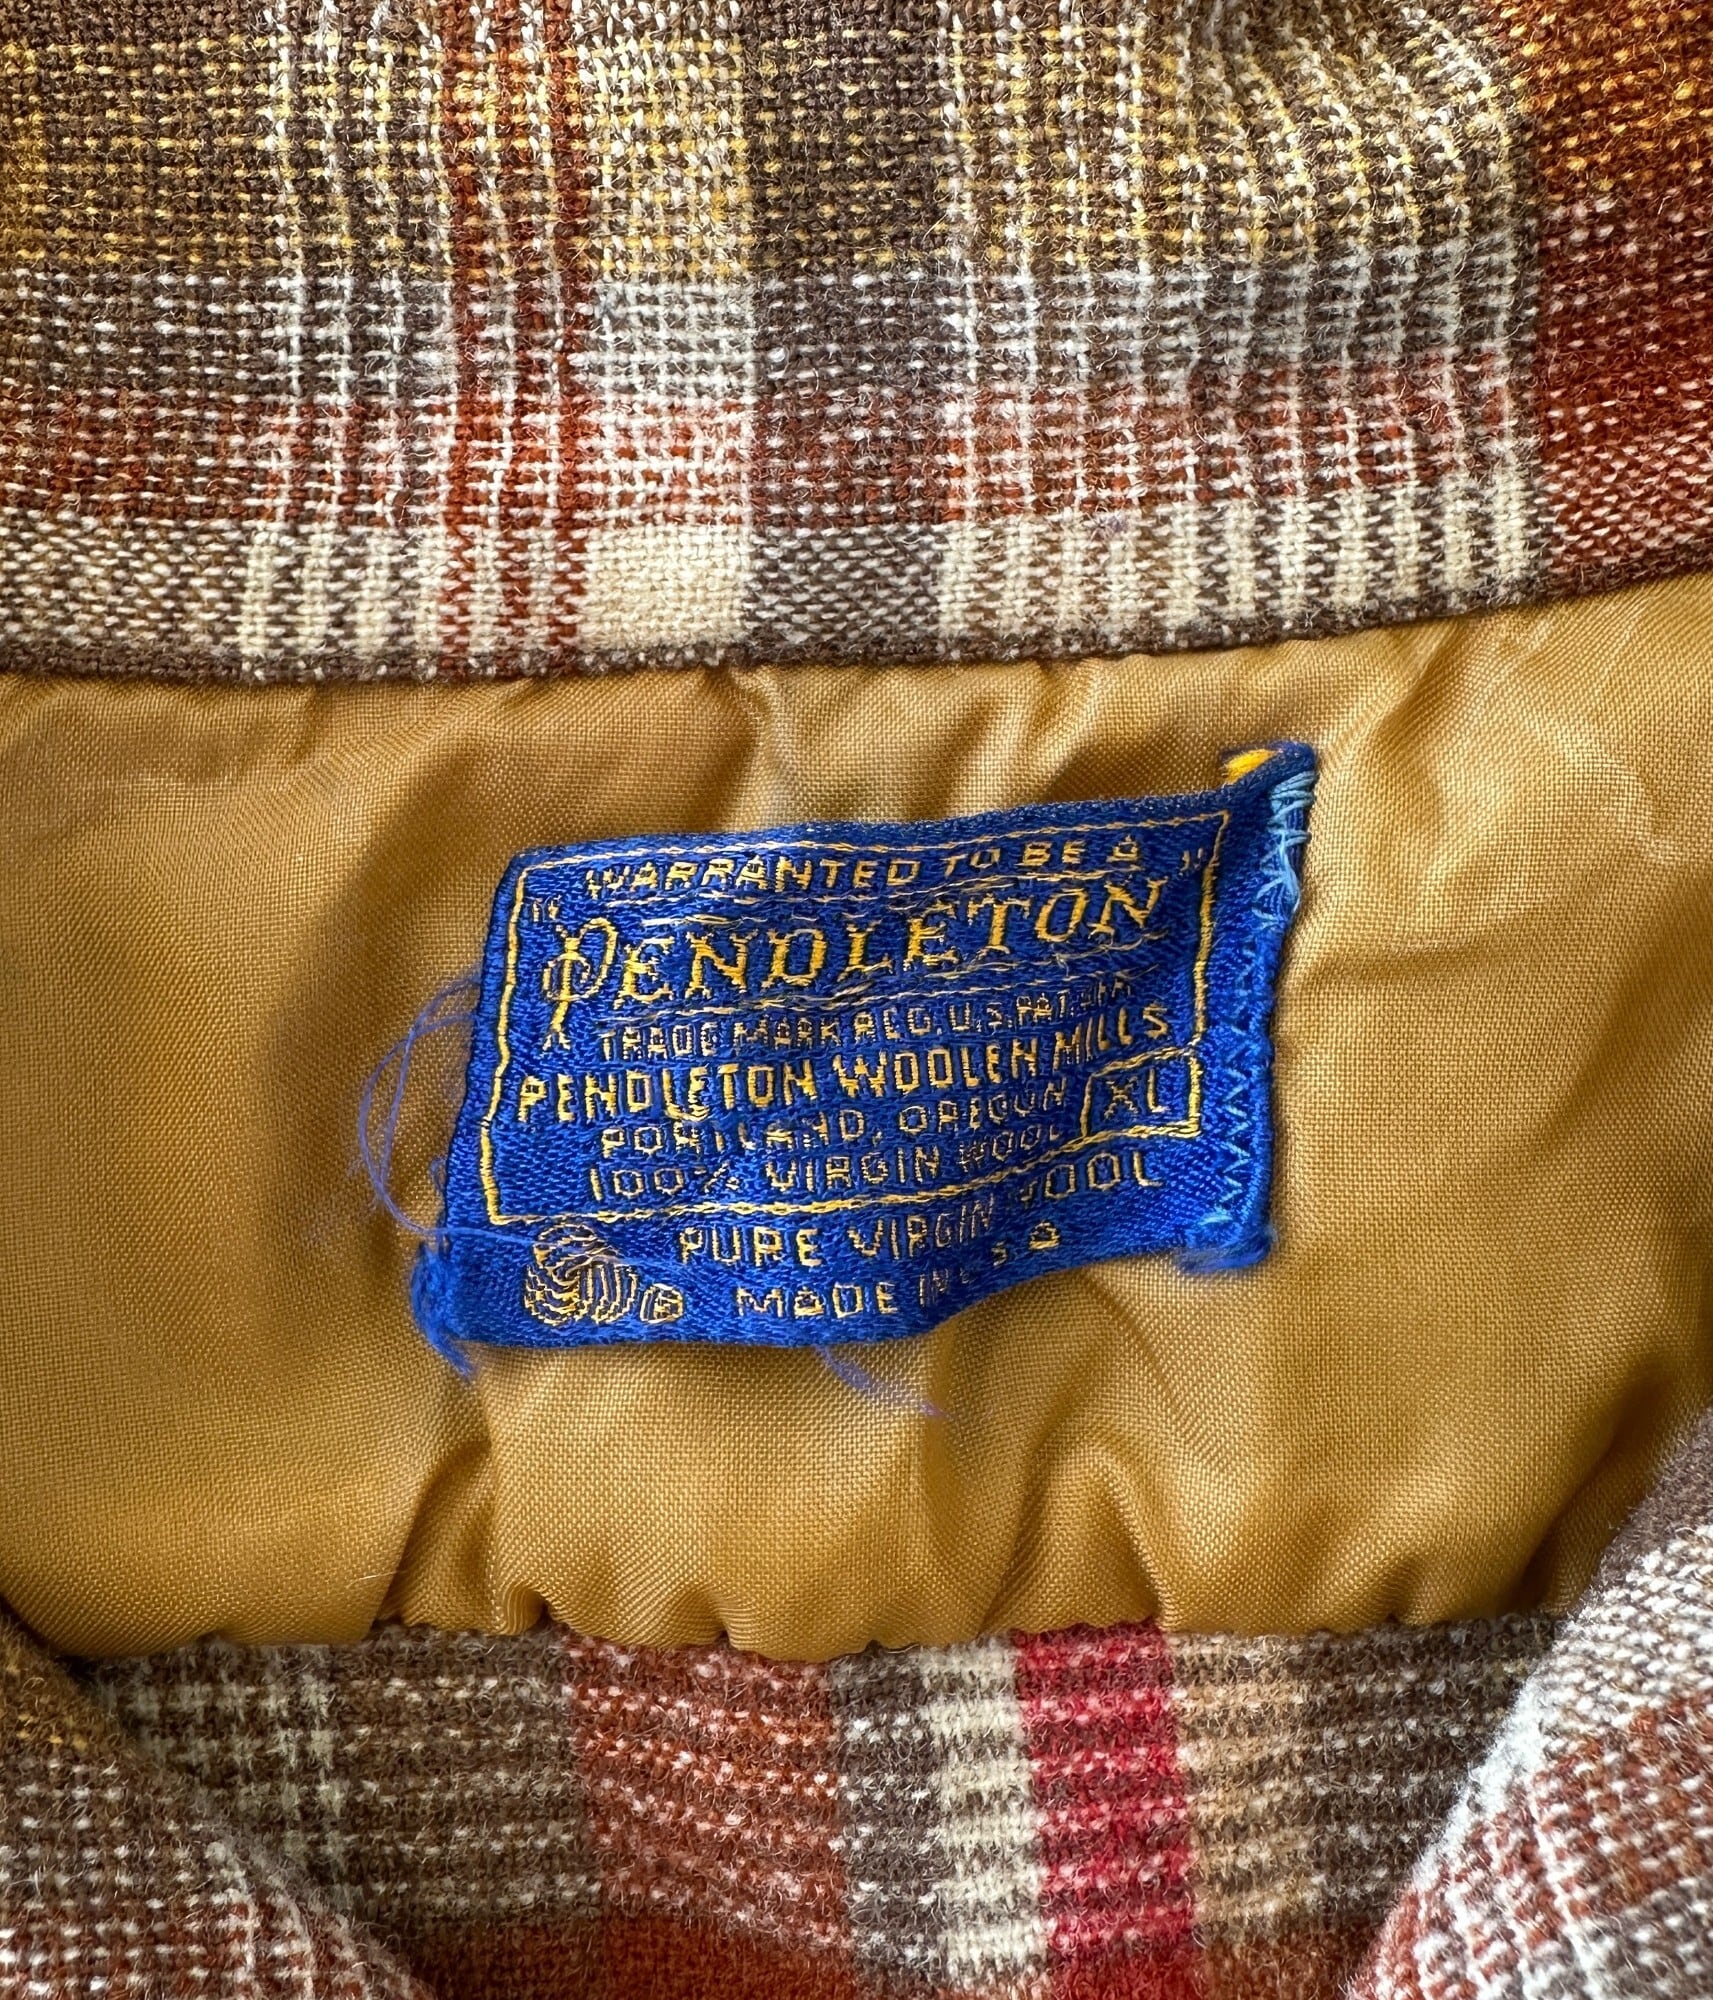 WARRANTED TO BE A
"PENDLETON"
TRADE MARK REG. U.S. PAT. OFF.
PENDLETON WOOLEN MILLS
PORTLAND, OREGON XL
100% VIRGIN WOOL
PURE VIRGIN WOOL
® MADE IN U S A